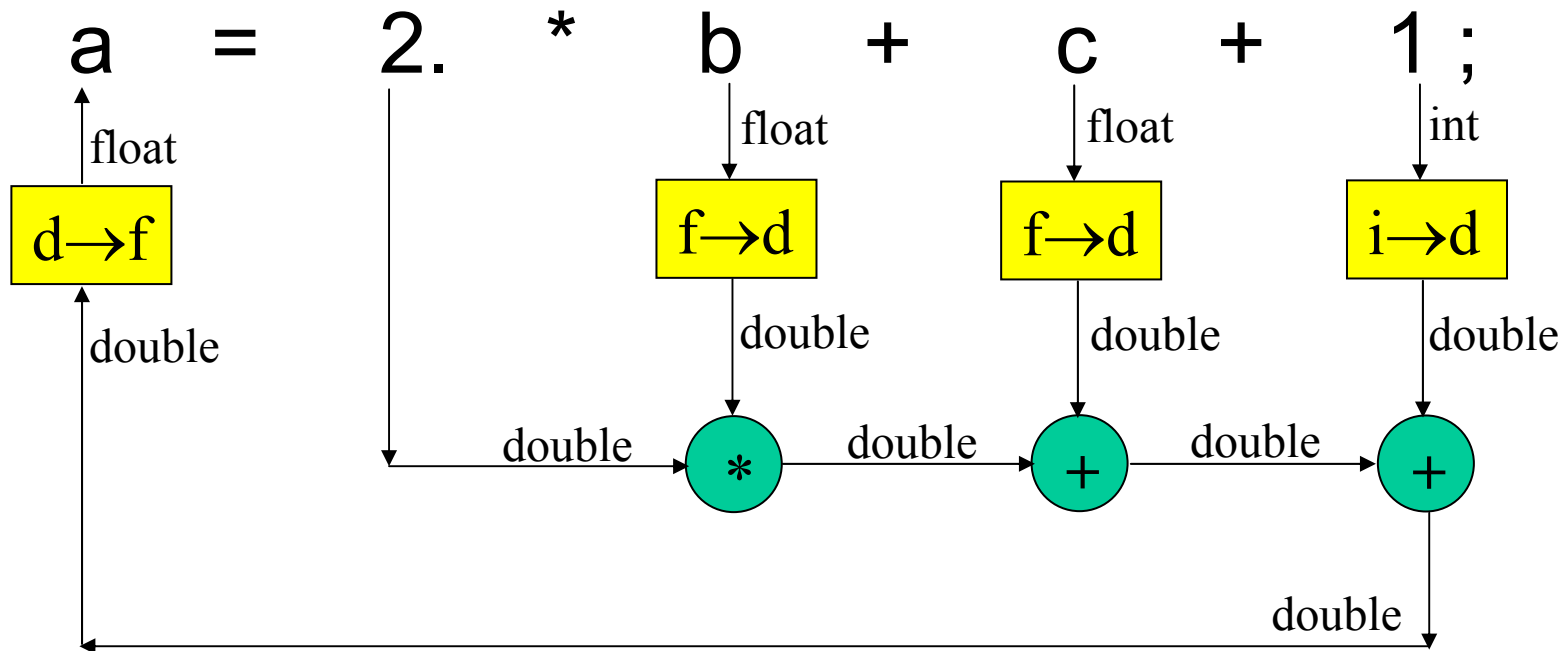 a = 2. * b + c + 1 ;
float float float int
d→f f→d f→d i→d
double double double double
double double double
* + +
double